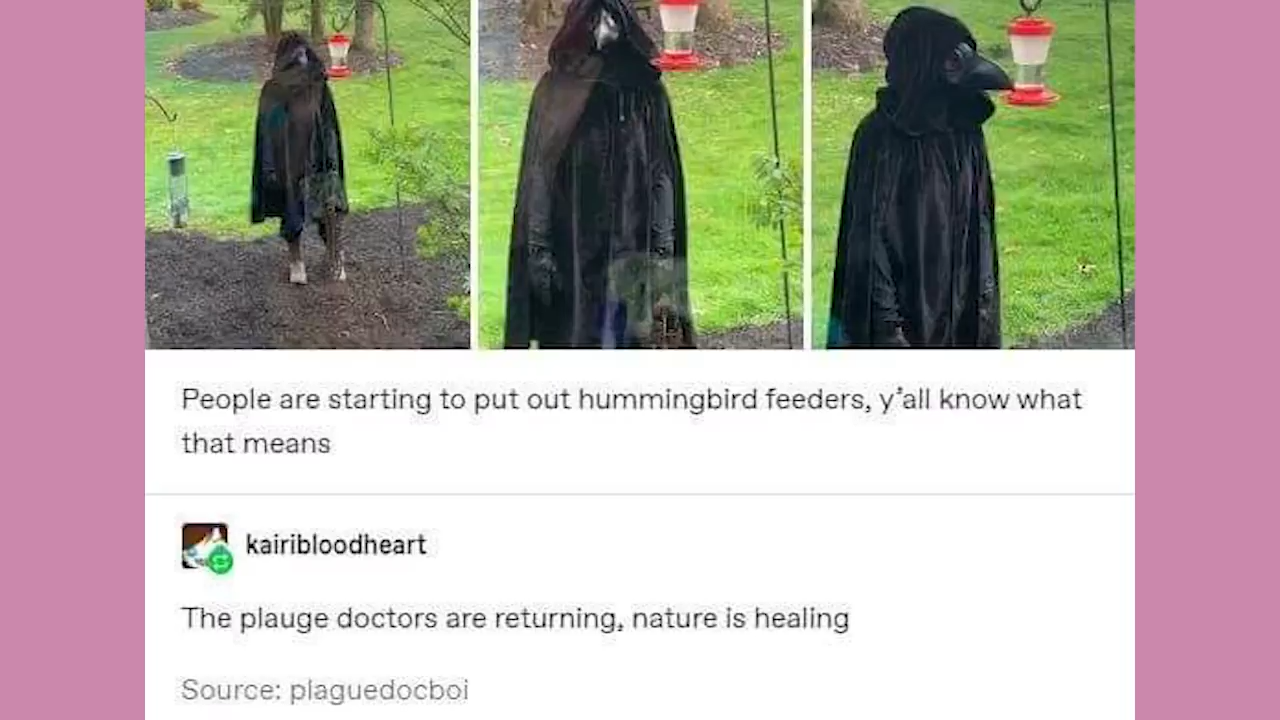 People are starting to put out hummingbird feeders, y'all know what
that means
kairibloodheart
The plauge doctors are returning, nature is healing
Source: plaguedocboi